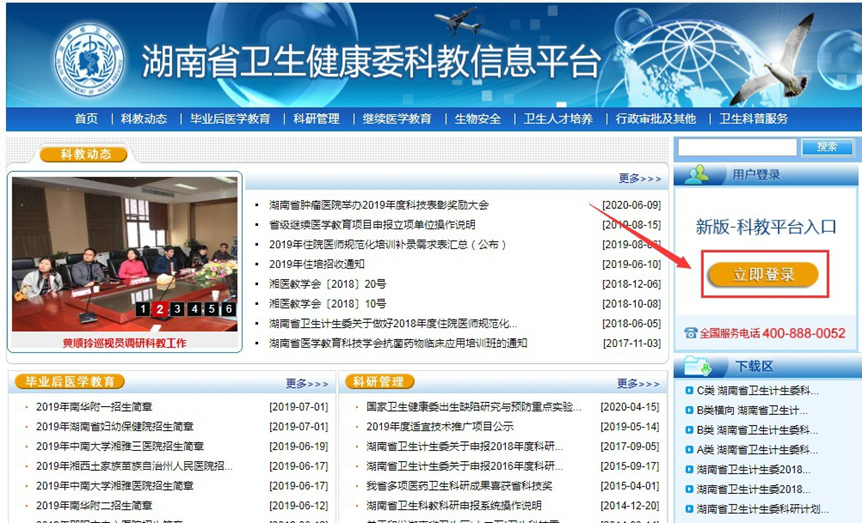 湖南省卫生健康委科教信息平台
首页 | 科教动态 | 毕业后医学教育 | 科研管理 | 继续医学教育 | 生物安全 | 卫生人才培养 | 行政审批及其他 | 卫生科普服务
科教动态
更多>>>
1 2 3 4 5 6
黄顺玲巡视员调研科教工作
湖南省肿瘤医院举办2019年度科技表彰奖励大会 [2020-06-09]
省级继续医学教育项目申报立项单位操作说明 [2019-08-15]
2019年住院医师规范化培训补录需求表汇总（公布） [2019-08-06]
2019年住培招收通知 [2019-06-10]
湘医教学会［2018］20号 [2018-12-06]
湘医教学会［2018］10号 [2018-10-08]
湖南省卫生计生委关于做好2018年度住院医师规范化... [2018-06-05]
湖南省医学教育科技学会抗菌药物临床应用培训班的通知 [2017-11-03]
搜索
用户登录
新版-科教平台入口
立即登录
全国服务电话 400-888-0052
毕业后医学教育
更多>>>
2019年南华附一招生简章 [2019-07-01]
2019年湖南省妇幼保健院招生简章 [2019-07-01]
2019年中南大学湘雅三医院招生简章 [2019-06-19]
2019年湘西土家族苗族自治州人民医院招... [2019-06-17]
2019年中南大学湘雅医院招生简章 [2019-06-17]
2019年南华附二招生简章 [2019-06-12]
科研管理
更多>>>
国家卫生健康委出生缺陷研究与预防重点实验... [2020-04-15]
2019年度适宜技术推广项目公示 [2019-05-14]
湖南省卫生计生委关于申报2018年度科研... [2017-09-05]
湖南省卫生计生委关于申报2016年度科研... [2015-09-17]
我省多项医药卫生科研成果喜获省科技奖 [2015-04-01]
湖南省卫生科教科研申报系统操作说明 [2014-12-20]
下载区
C类 湖南省卫生计生委科...
B类横向 湖南省卫生计...
B类 湖南省卫生计生委科...
A类 湖南省卫生计生委科...
湖南省卫生计生委2018...
湖南省卫生计生委2018...
湖南省卫生计生委科研计划...